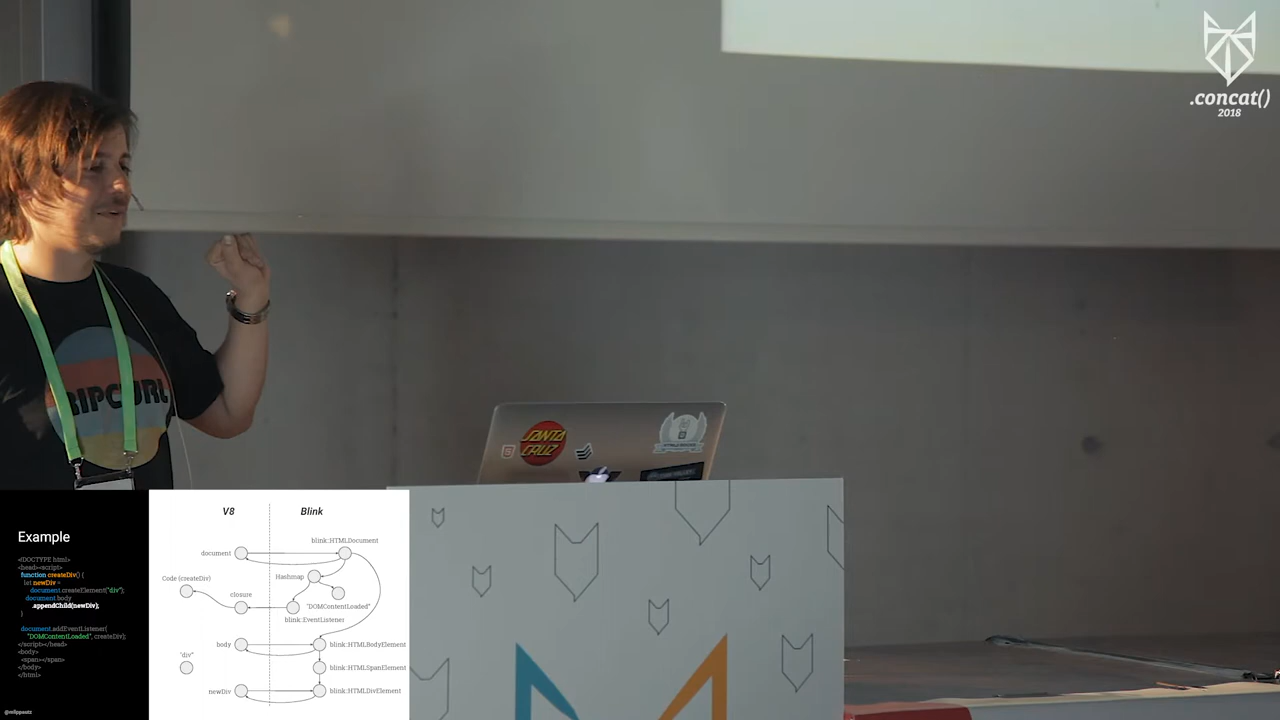 .concat()
2018
RIPCURL
SANTA
CRUZ
Example
<!DOCTYPE html>
<head><script>
function createDiv() {
let newDiv =
document.createElement("div");
document.body
.appendChild(newDiv);
}
document.addEventListener(
"DOMContentLoaded", createDiv);
</script></head>
<body>
<span></span>
</body>
</html>
@mlippautz
V8
Blink
blink::HTMLDocument
document
Code (createDiv)
Hashmap
closure
"DOMContentLoaded"
blink::EventListener
body
blink::HTMLBodyElement
"div"
blink::HTMLSpanElement
newDiv
blink::HTMLDivElement